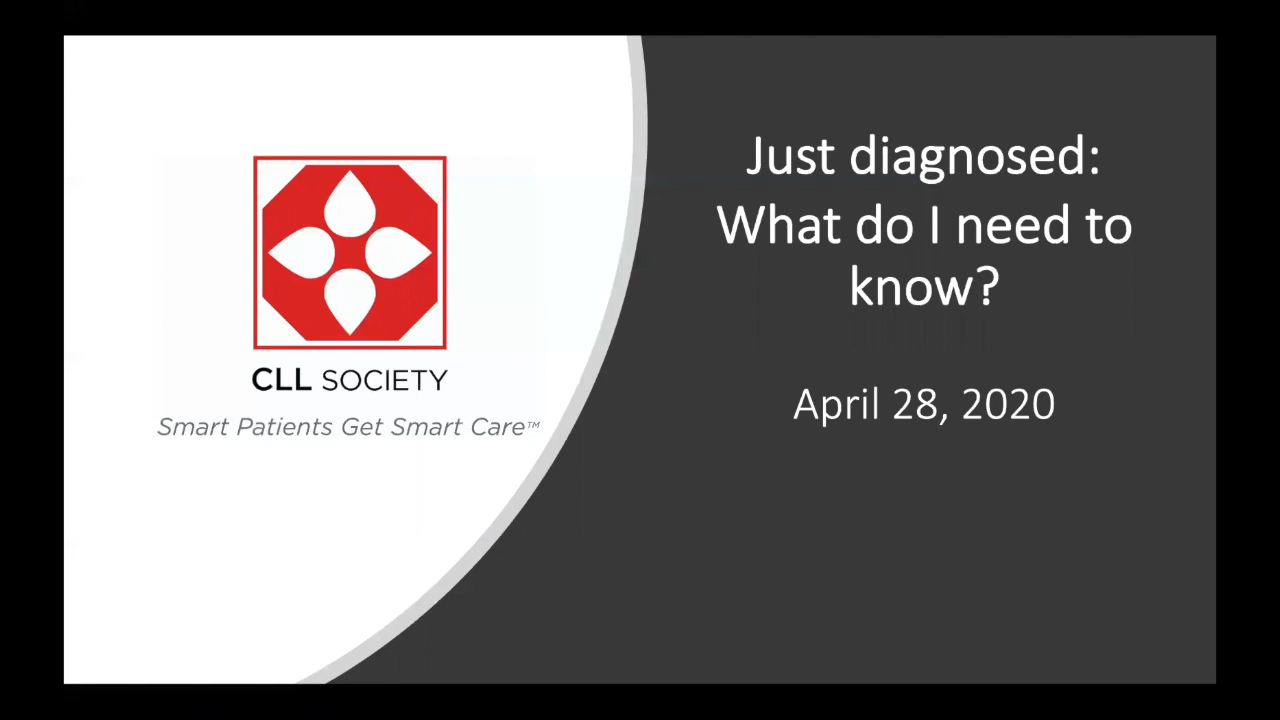 CLL SOCIETY
Smart Patients Get Smart Care™
Just diagnosed:
What do I need to
know?
April 28, 2020